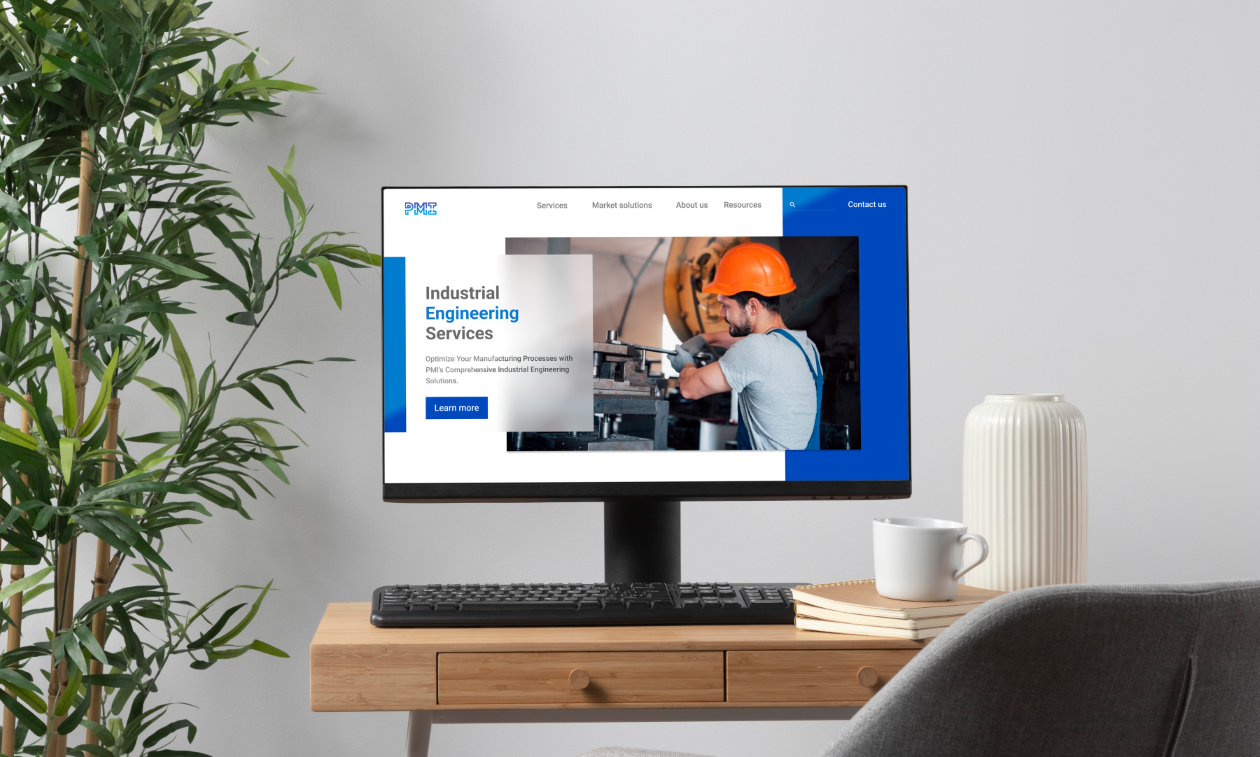 PMI
Services
Market solutions
About us
Resources
Contact us
Industrial
Engineering
Services
Optimize Your Manufacturing Processes with
PMI's Comprehensive Industrial Engineering
Solutions.
Learn more